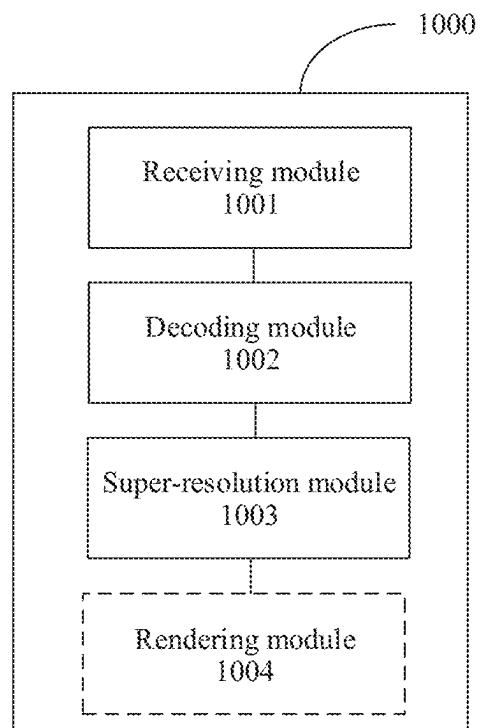 1000
Receiving module
1001
Decoding module
1002
Super-resolution module
1003
Rendering module
1004